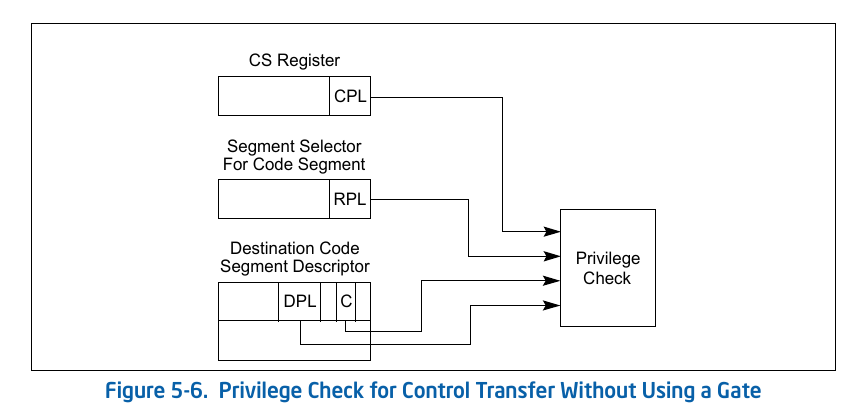 CS Register
CPL
Segment Selector
For Code Segment
RPL
Destination Code
Segment Descriptor
DPL
C
Privilege
Check
Figure 5-6. Privilege Check for Control Transfer Without Using a Gate